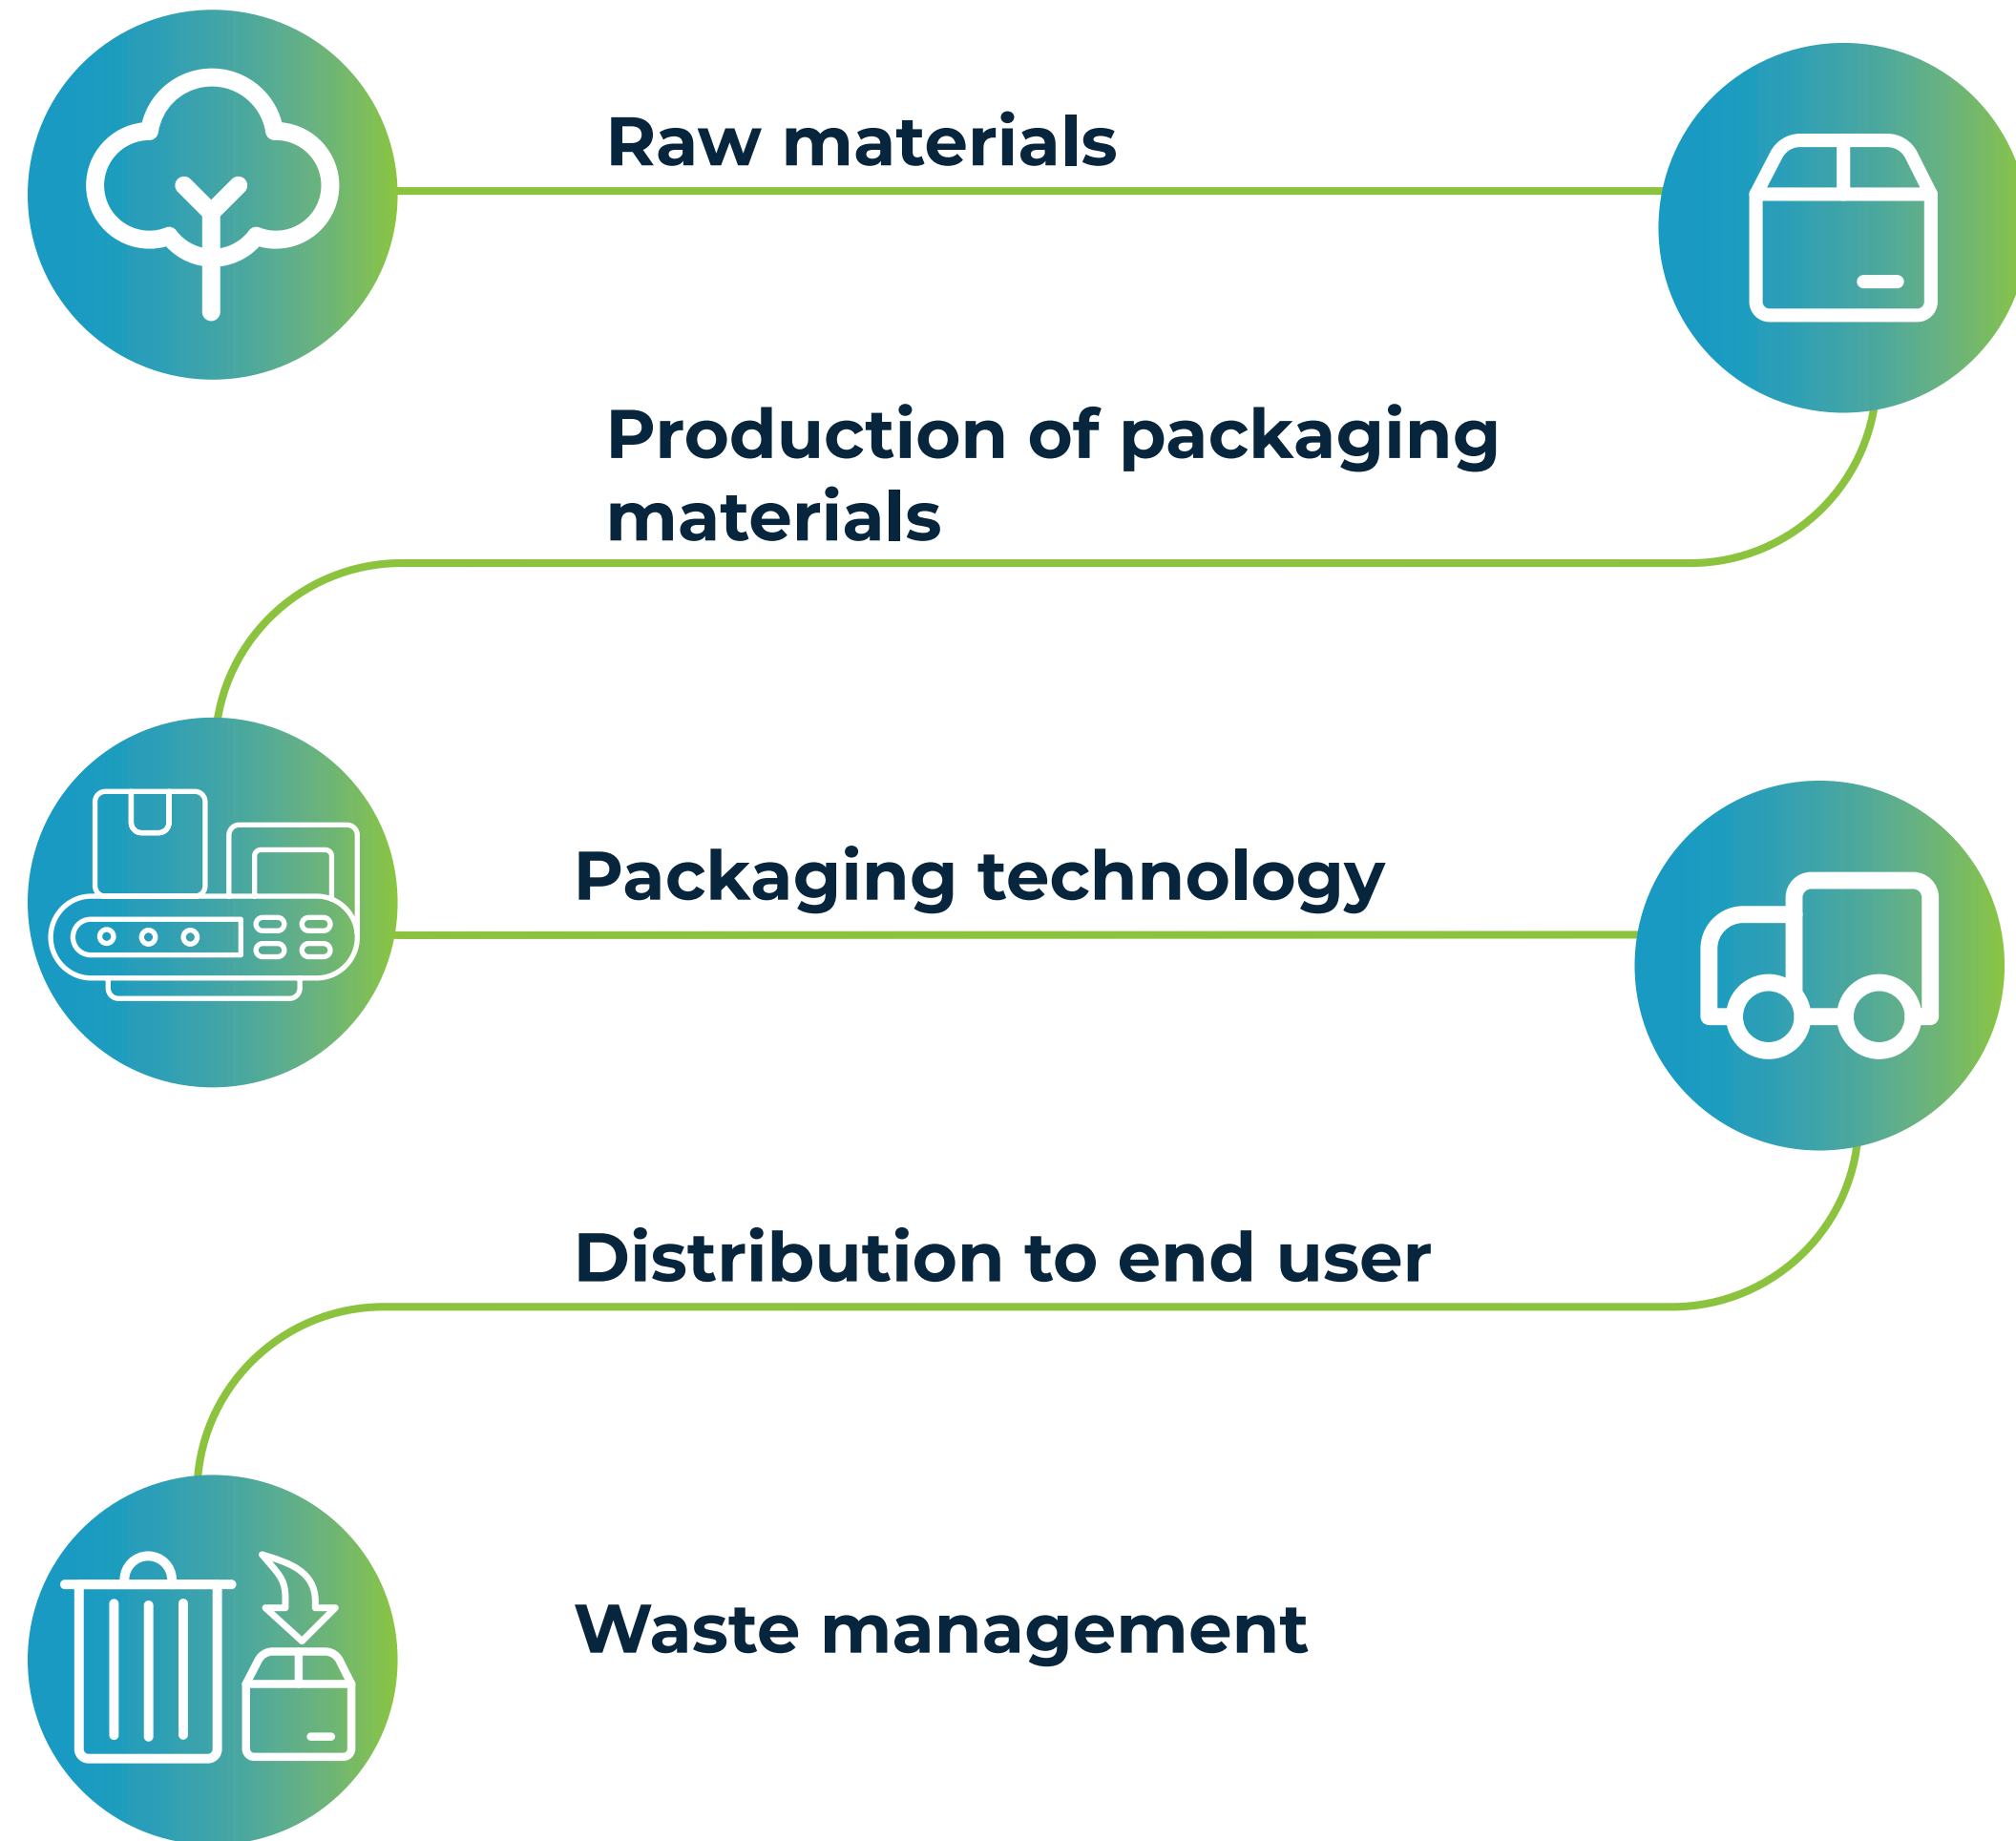 Raw materials
Production of packaging
materials
Packaging technology
Distribution to end user
Waste management